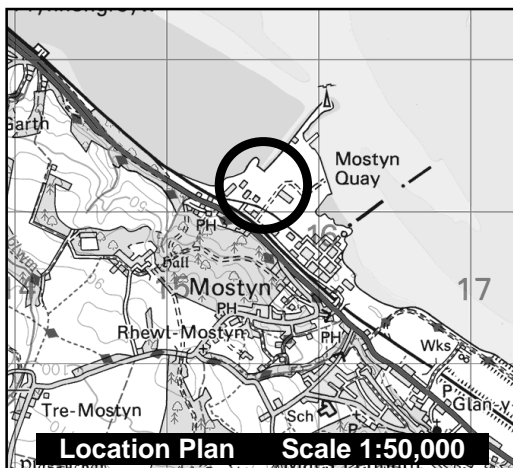 Garth
Mostyn
Quay
PH
16
Hall
14
15
17
Mostyn
PH
Rhewl-Mostyn
PH
Wks
P
Glan-y
Tre-Mostyn
Sch
P
Location Plan Scale 1:50,000